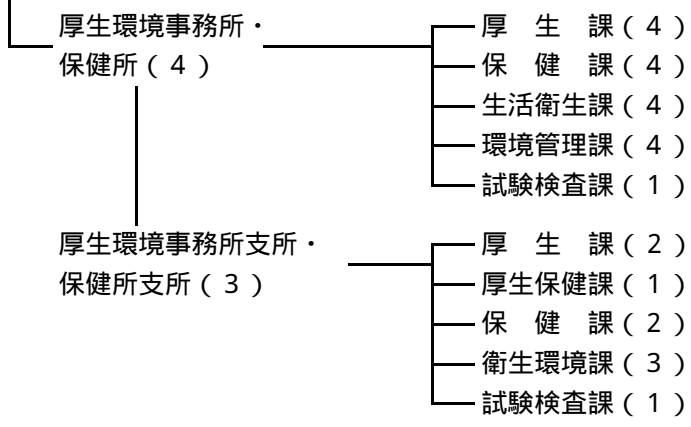 厚生環境事務所・
保健所(4)
厚生課(4)
保健課(4)
生活衛生課(4)
環境管理課(4)
試験検査課(1)
厚生環境事務所支所・
保健所支所(3)
厚生課(2)
厚生保健課(1)
保健課(2)
衛生環境課(3)
試験検査課(1)